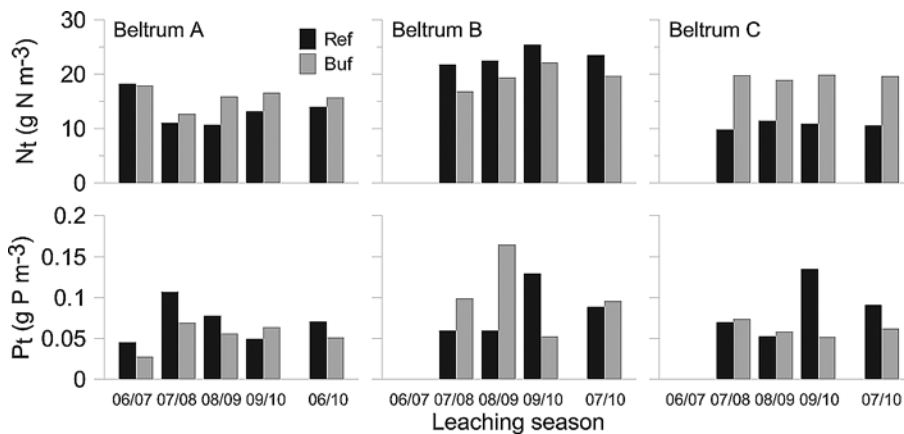 Beltrum A
Beltrum B
Beltrum C
Ref
Buf
Nt (g N m-3)
30
20
10
0
Pt (g P m-3)
0.2
0.15
0.1
0.05
0
06/07 07/08 08/09 09/10 06/10
06/07 07/08 08/09 09/10 07/10
06/07 07/08 08/09 09/10 07/10
Leaching season